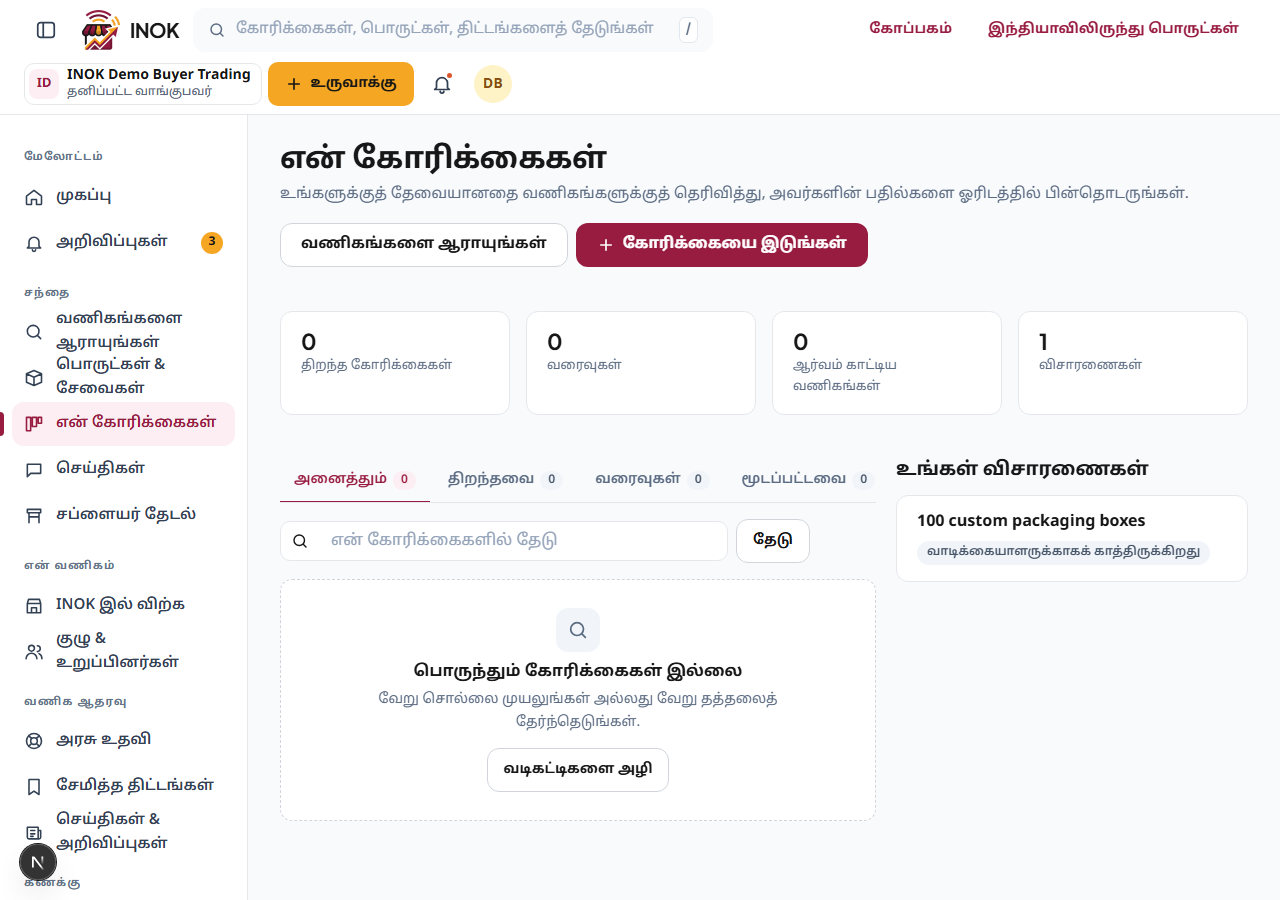 INOK
கோரிக்கைகள், பொருட்கள், திட்டங்களைத் தேடுங்கள்
/
கோப்பகம்
இந்தியாவிலிருந்து பொருட்கள்
ID
INOK Demo Buyer Trading
தனிப்பட்ட வாங்குபவர்
+ உருவாக்கு
DB
மேலோட்டம்
முகப்பு
அறிவிப்புகள்
3
சந்தை
வணிகங்களை
ஆராயுங்கள்
பொருட்கள் &
சேவைகள்
என் கோரிக்கைகள்
செய்திகள்
சப்ளையர் தேடல்
என் வணிகம்
INOK இல் விற்க
குழு &
உறுப்பினர்கள்
வணிக ஆதரவு
அரசு உதவி
சேமித்த திட்டங்கள்
செய்திகள் &
அறிவிப்புகள்
N
கணக்கு
என் கோரிக்கைகள்
உங்களுக்குத் தேவையானதை வணிகங்களுக்குத் தெரிவித்து, அவர்களின் பதில்களை ஓரிடத்தில் பின்தொடருங்கள்.
வணிகங்களை ஆராயுங்கள்
+ கோரிக்கையை இடுங்கள்
0
திறந்த கோரிக்கைகள்
0
வரைவுகள்
0
ஆர்வம் காட்டிய
வணிகங்கள்
1
விசாரணைகள்
அனைத்தும் 0
திறந்தவை 0
வரைவுகள் 0
மூடப்பட்டவை 0
என் கோரிக்கைகளில் தேடு
தேடு
பொருந்தும் கோரிக்கைகள் இல்லை
வேறு சொல்லை முயலுங்கள் அல்லது வேறு தத்தலைத்
தேர்ந்தெடுங்கள்.
வடிகட்டிகளை அழி
உங்கள் விசாரணைகள்
100 custom packaging boxes
வாடிக்கையாளருக்காகக் காத்திருக்கிறது